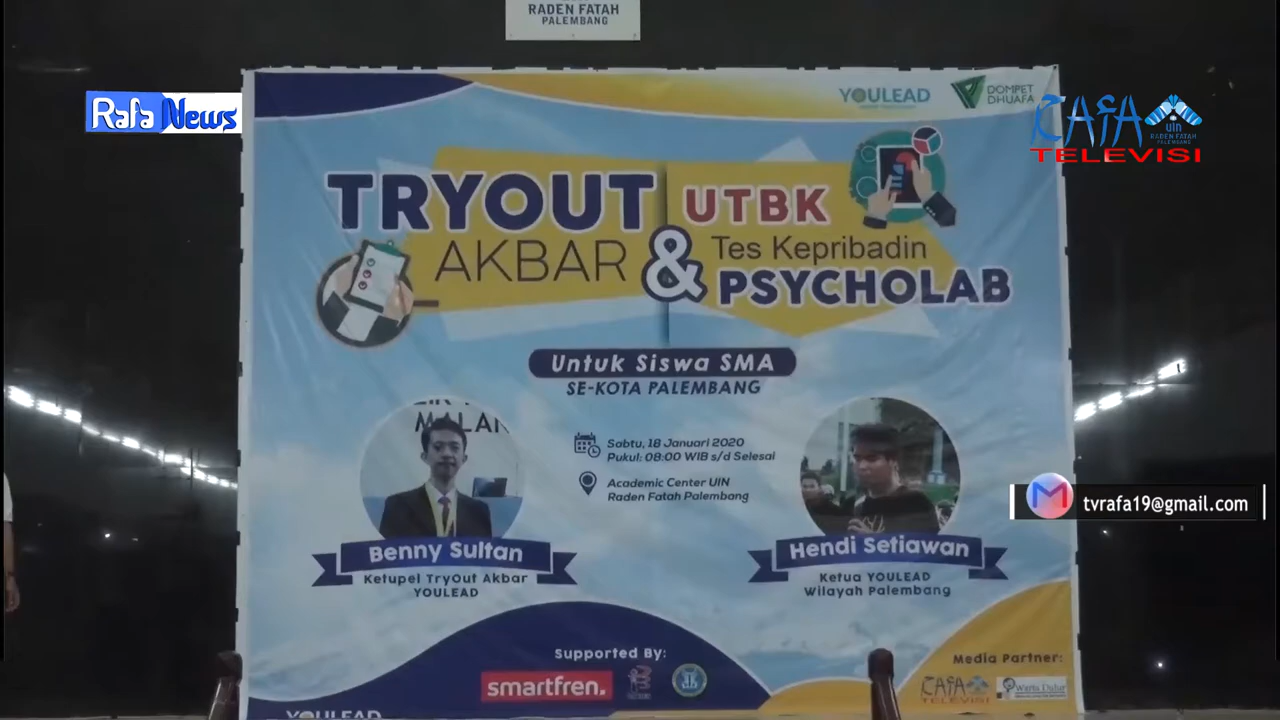 RADEN FATAH
PALEMBANG
Rafa News
YOULEAD
DOMPET
DHUAFA
RAFA
UIN
RADEN FATAH
PALEMBANG
TELEVISI
TRYOUT
AKBAR
&
UTBK
Tes Kepribadin
PSYCHOLAB
Untuk Siswa SMA
SE-KOTA PALEMBANG
MALAN
Sabtu, 18 Januari 2020
Pukul: 08:00 WIB s/d Selesai
Academic Center UIN
Raden Fatah Palembang
tvrafa19@gmail.com
Benny Sultan
Ketupel TryOut Akbar
YOULEAD
Hendi Setiawan
Ketua YOULEAD
Wilayah Palembang
Supported By:
smartfren.
Media Partner:
RAFA
TELEVISI
YOULEAD